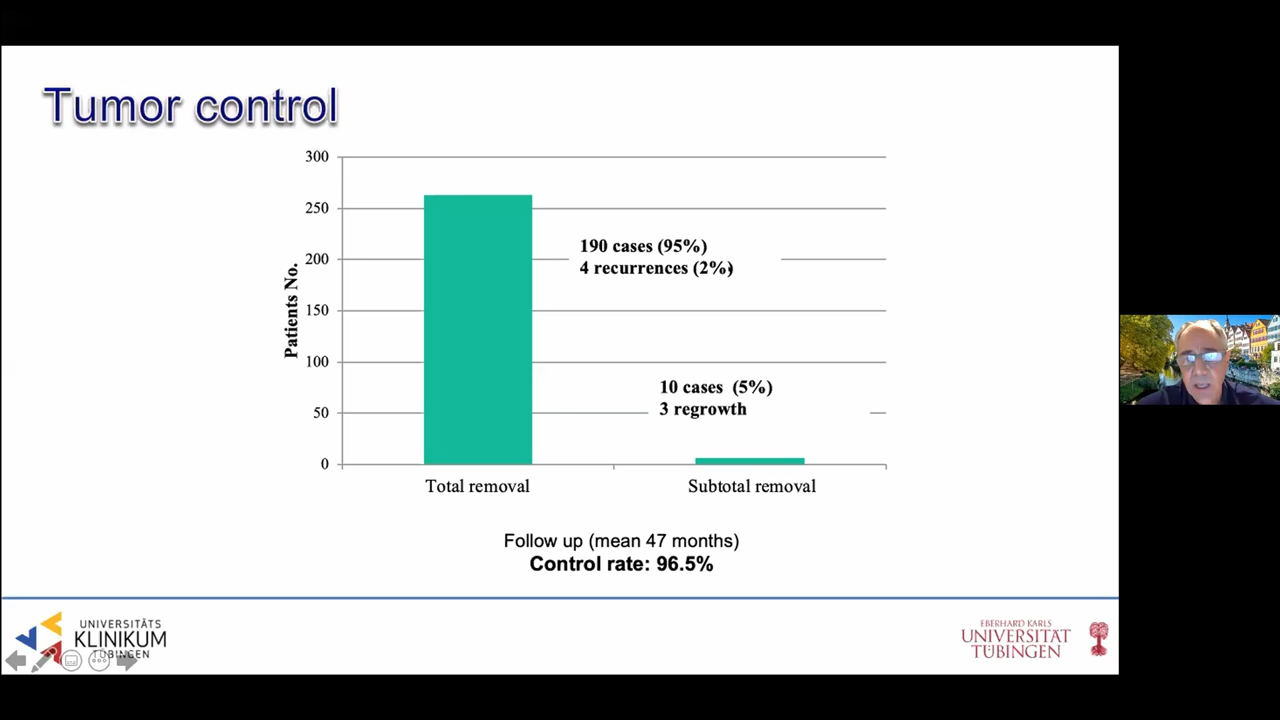 Tumor control
300
250
200
150
100
50
0
Patients No.
190 cases (95%)
4 recurrences (2%)
10 cases (5%)
3 regrowth
Total removal
Subtotal removal
Follow up (mean 47 months)
Control rate: 96.5%
UNIVERSITÄTS
KLINIKUM
TÜBINGEN
EBERHARD KARLS
UNIVERSITÄT
TÜBINGEN